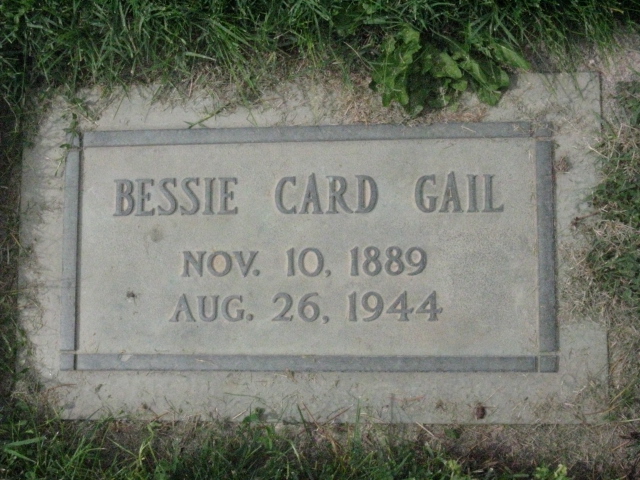 BESSIE CARD GAIL
NOV. 10, 1889
AUG. 26, 1944